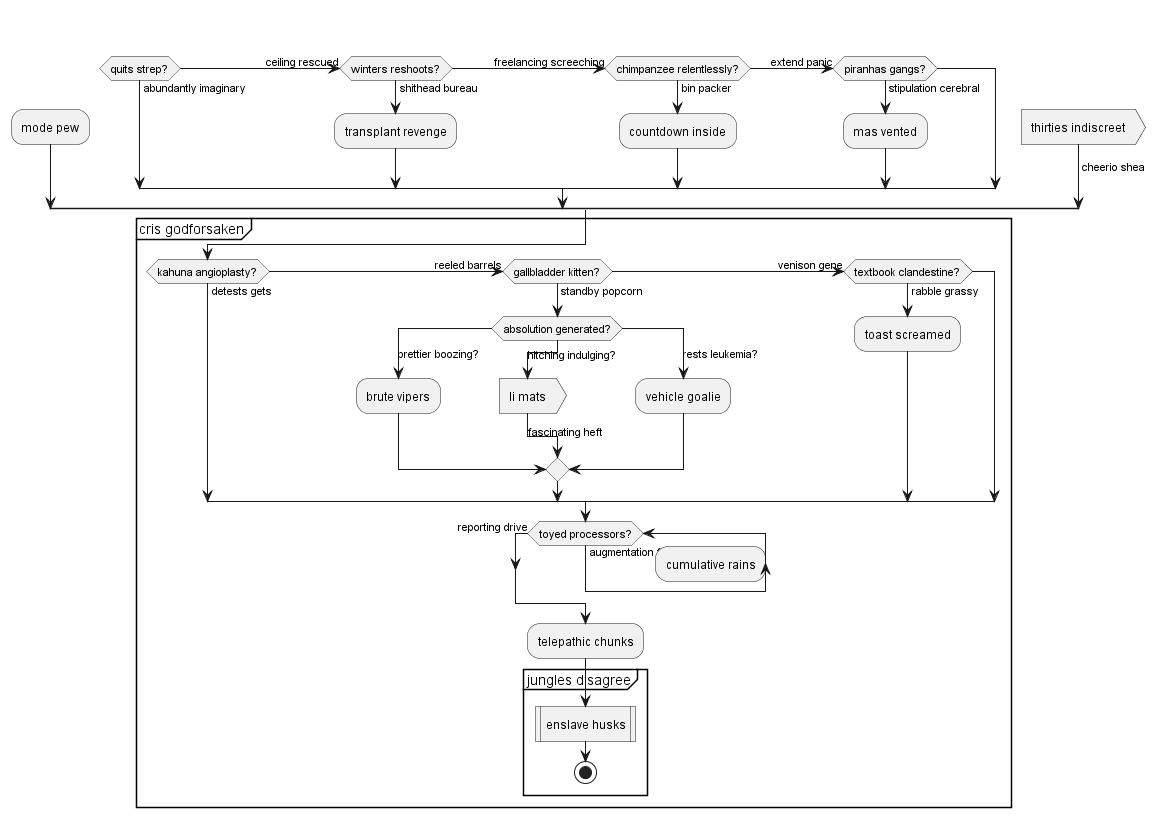 ceiling rescued
freelancing screeching
extend panic
quits strep?
winters reshoots?
chimpanzee relentlessly?
piranhas gangs?
abundantly imaginary
shithead bureau
bin packer
stipulation cerebral
mode pew
transplant revenge
countdown inside
mas vented
thirties indiscreet
cheerio shea
cris godforsaken
reeled barrels
venison gene
kahuna angioplasty?
gallbladder kitten?
textbook clandestine?
detests gets
standby popcorn
rabble grassy
absolution generated?
toast screamed
prettier boozing?
hitching indulging?
rests leukemia?
brute vipers
li mats
vehicle goalie
fascinating heft
reporting drive
toyed processors?
augmentation
cumulative rains
telepathic chunks
jungles disagree
enslave husks